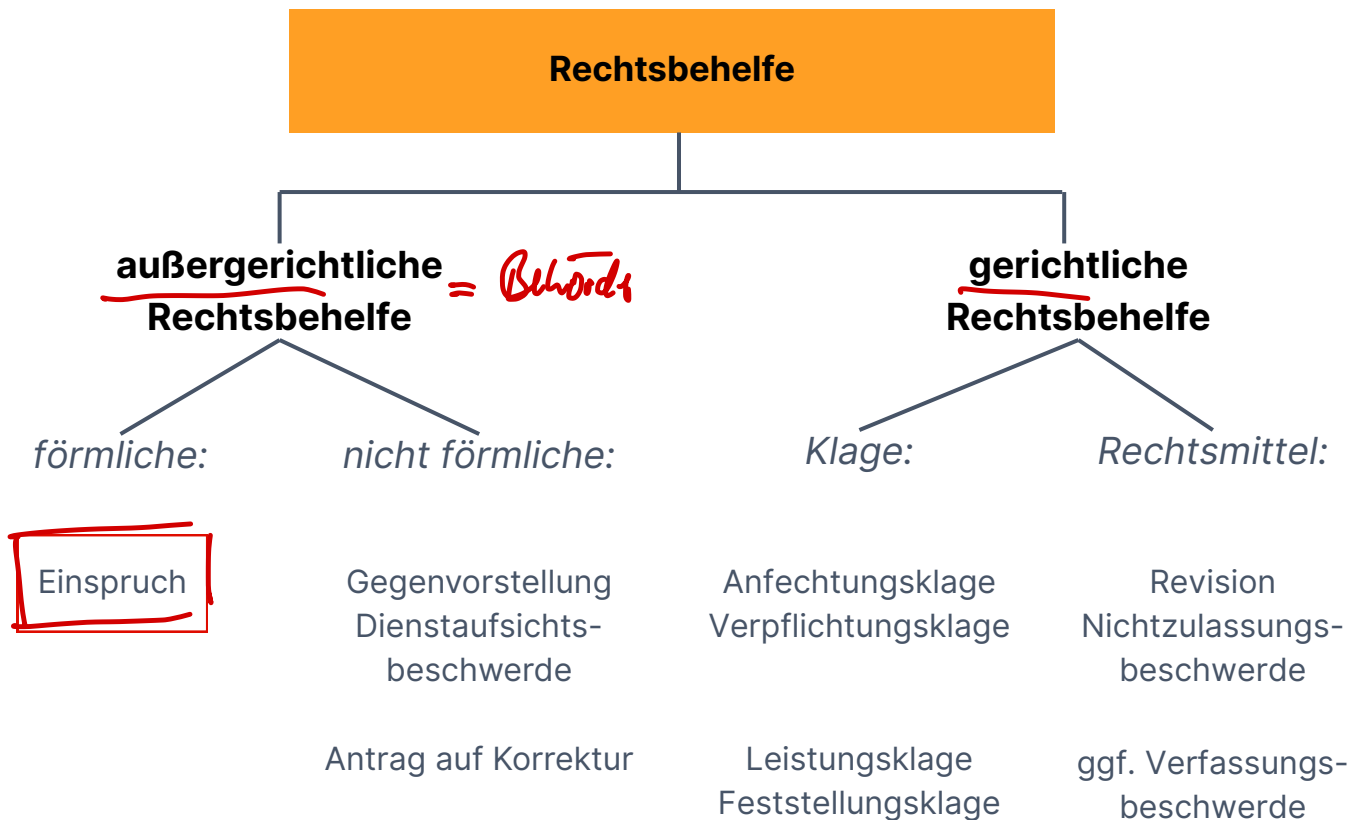 Rechtsbehelfe
außergerichtliche = Behörde
Rechtsbehelfe
gerichtliche
Rechtsbehelfe
förmliche:
Einspruch
nicht förmliche:
Gegenvorstellung
Dienstaufsichts-
beschwerde
Antrag auf Korrektur
Klage:
Anfechtungsklage
Verpflichtungsklage
Leistungsklage
Feststellungsklage
Rechtsmittel:
Revision
Nichtzulassungs-
beschwerde
ggf. Verfassungs-
beschwerde